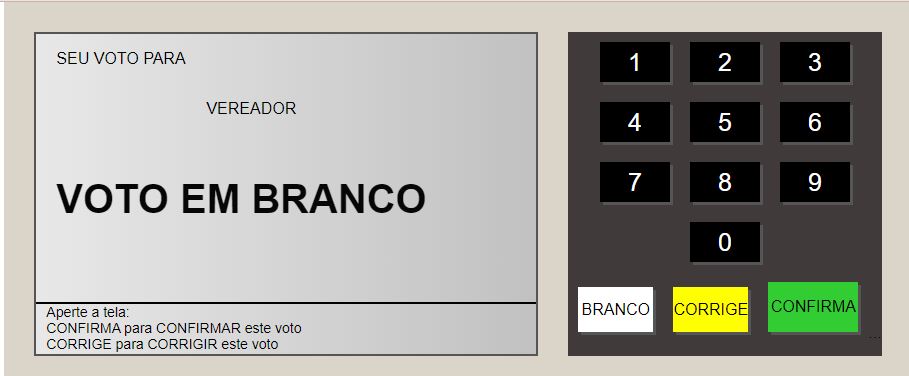 SEU VOTO PARA
VEREADOR
VOTO EM BRANCO
Aperte a tela:
CONFIRMA para CONFIRMAR este voto
CORRIGE para CORRIGIR este voto
1 2 3
4 5 6
7 8 9
0
BRANCO CORRIGE CONFIRMA
...